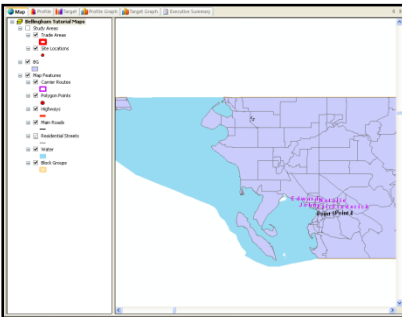 Map Profile Target Profile Graph Target Graph Executive Summary
Bellingham Tutorial Maps
Study Areas
Trade Areas
Site Locations
BG
Map Features
Carrier Routes
Polygon Points
Highways
Main Roads
Residential Streets
Water
Block Groups
Point Point 2